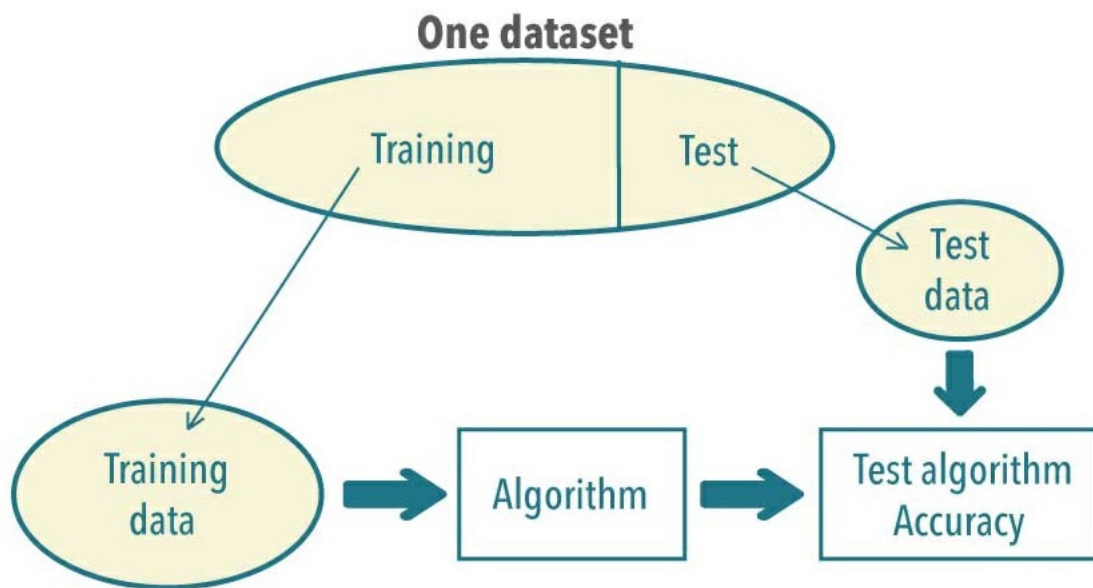 One dataset
Training
Test
Test
data
Training
data
Algorithm
Test algorithm
Accuracy